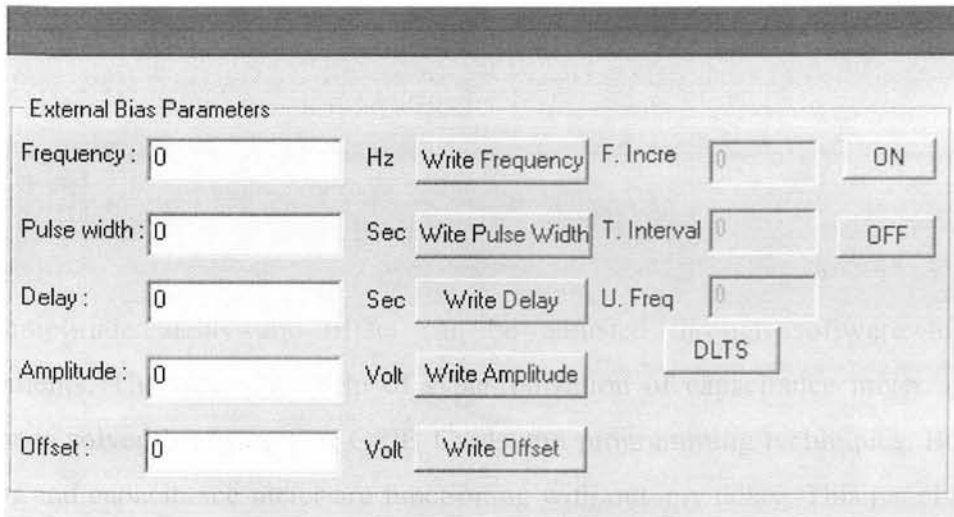 External Bias Parameters
Frequency : 0 Hz Write Frequency F. Incre 0 ON
Pulse width : 0 Sec Wite Pulse Width T. Interval 0 OFF
Delay : 0 Sec Write Delay U. Freq 0
DLTS
Amplitude : 0 Volt Write Amplitude
Offset : 0 Volt Write Offset